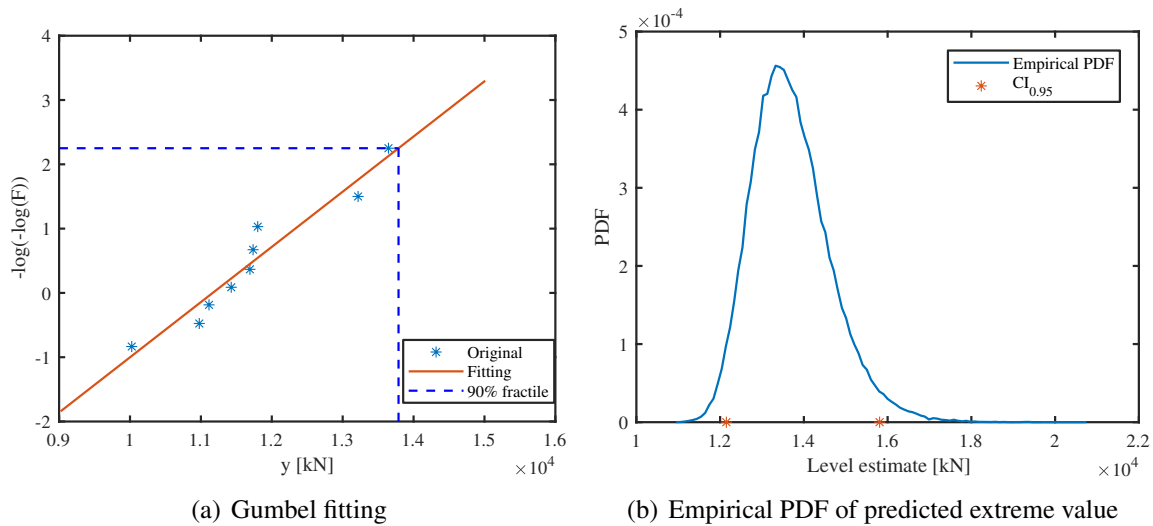 4
3
2
1
0
-1
-2
-log(-log(F))
0.9 1 1.1 1.2 1.3 1.4 1.5 1.6
y [kN]
×10^4
Original
Fitting
90% fractile
(a) Gumbel fitting
×10^-4
5
4
3
2
1
0
PDF
1 1.2 1.4 1.6 1.8 2 2.2
Level estimate [kN]
×10^4
Empirical PDF
CI_0.95
(b) Empirical PDF of predicted extreme value